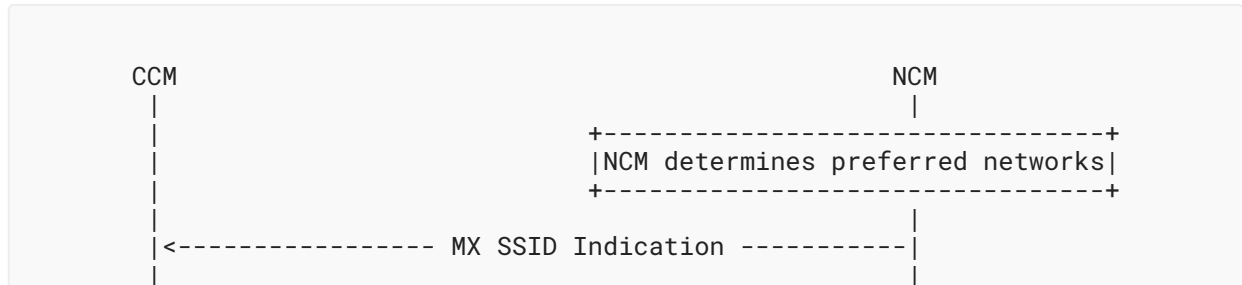 CCM NCM
NCM determines preferred networks
MX SSID Indication